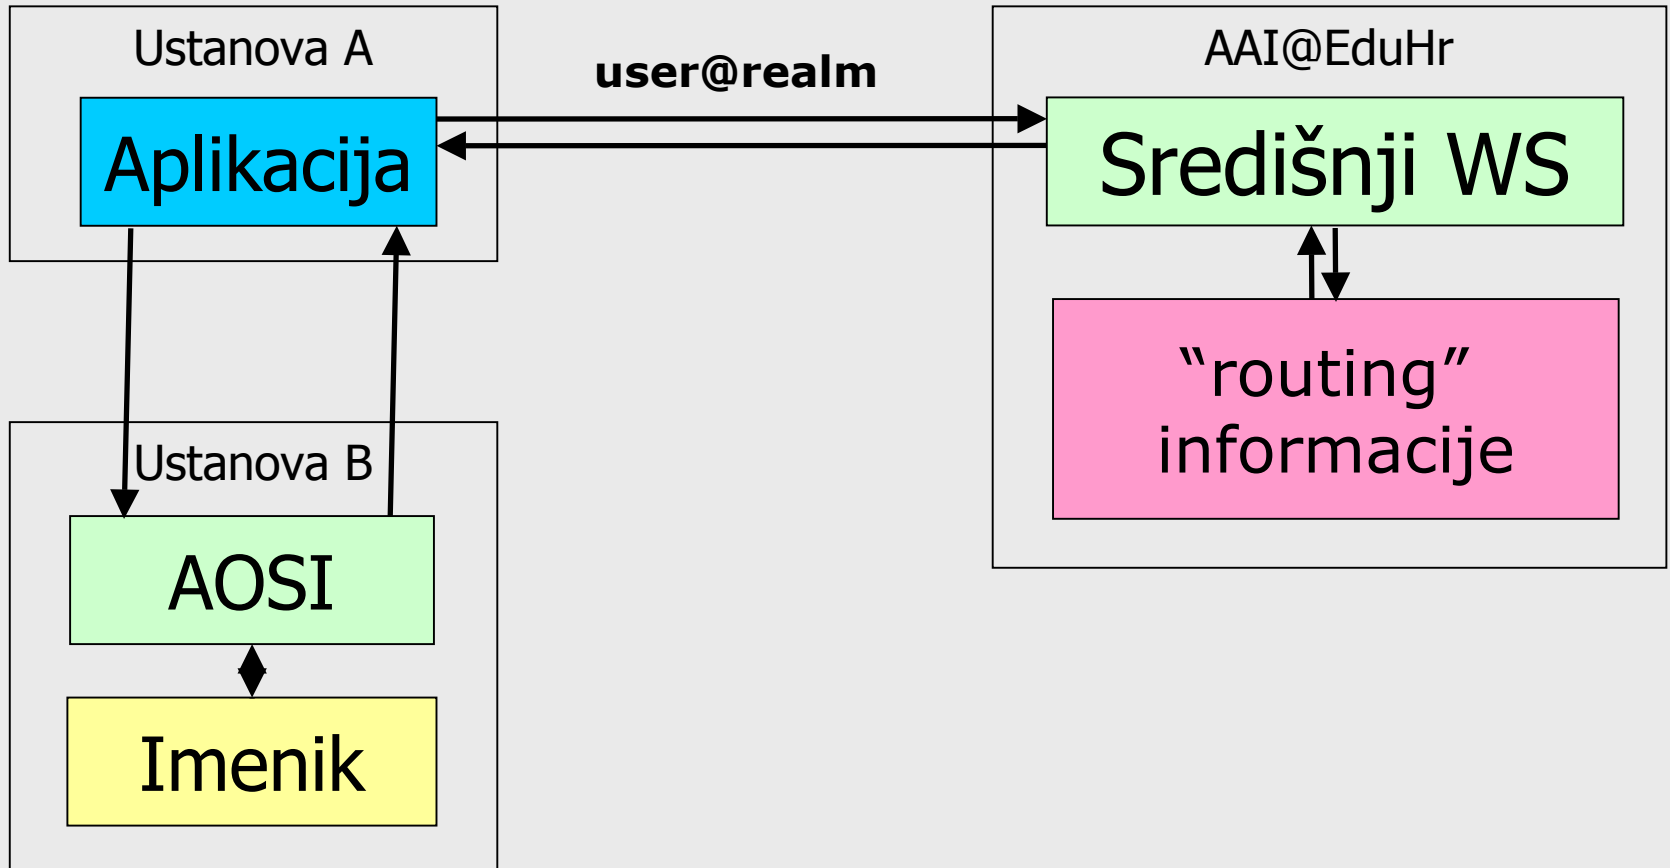 Ustanova A
Aplikacija
user@realm
AAI@EduHr
Središnji WS
“routing”
informacije
Ustanova B
AOSI
Imenik